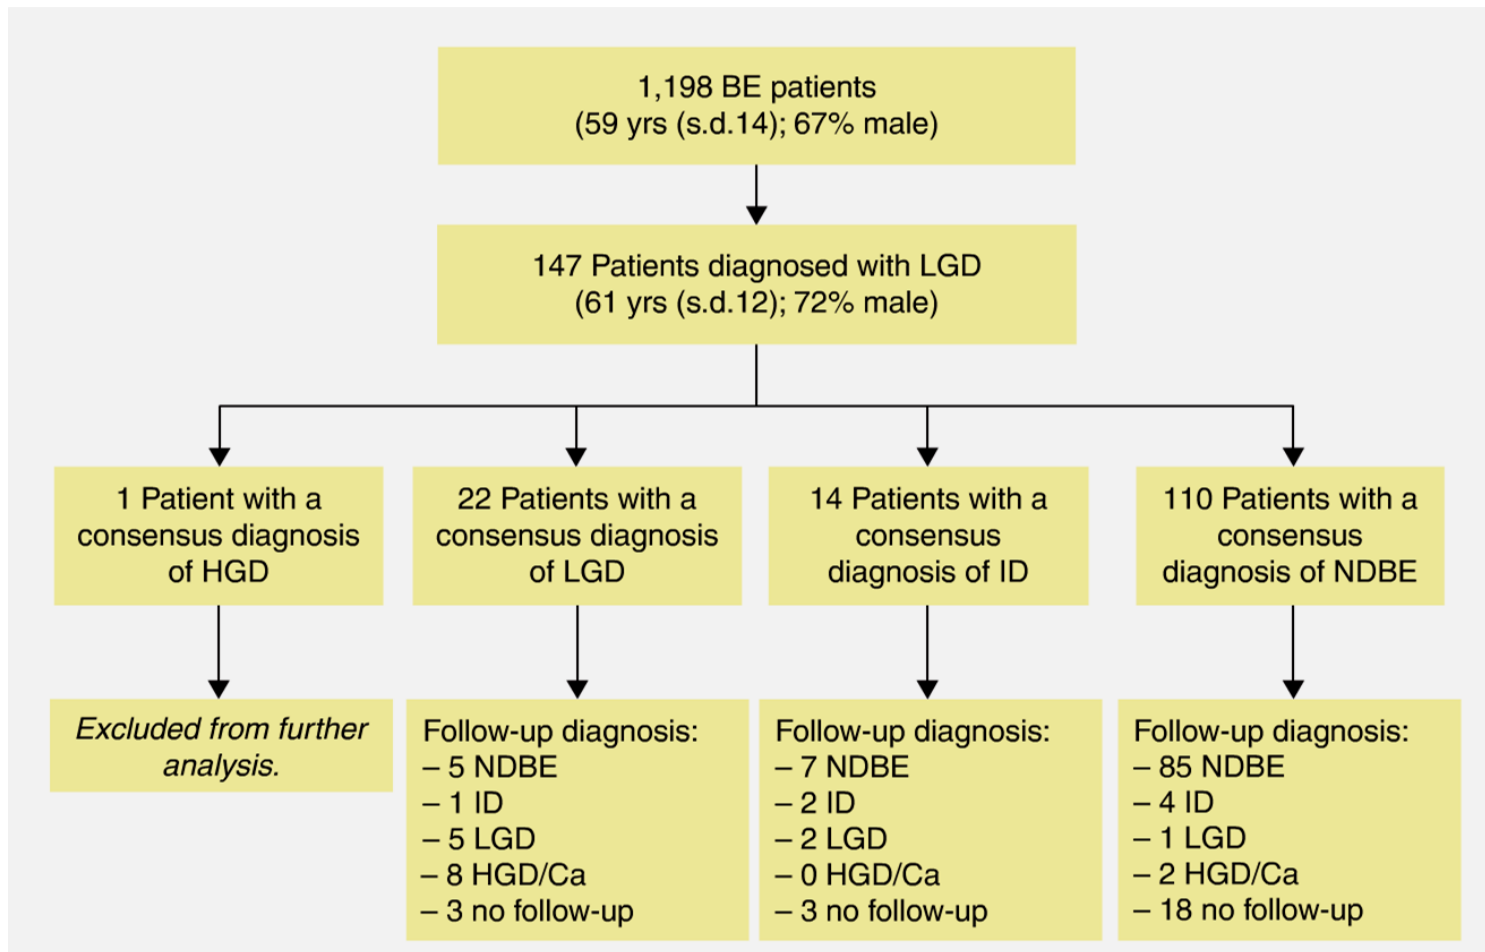 1,198 BE patients
(59 yrs (s.d.14); 67% male)
147 Patients diagnosed with LGD
(61 yrs (s.d.12); 72% male)
1 Patient with a
consensus diagnosis
of HGD
22 Patients with a
consensus diagnosis
of LGD
14 Patients with a
consensus
diagnosis of ID
110 Patients with a
consensus
diagnosis of NDBE
Excluded from further
analysis.
Follow-up diagnosis:
– 5 NDBE
– 1 ID
– 5 LGD
– 8 HGD/Ca
– 3 no follow-up
Follow-up diagnosis:
– 7 NDBE
– 2 ID
– 2 LGD
– 0 HGD/Ca
– 3 no follow-up
Follow-up diagnosis:
– 85 NDBE
– 4 ID
– 1 LGD
– 2 HGD/Ca
– 18 no follow-up